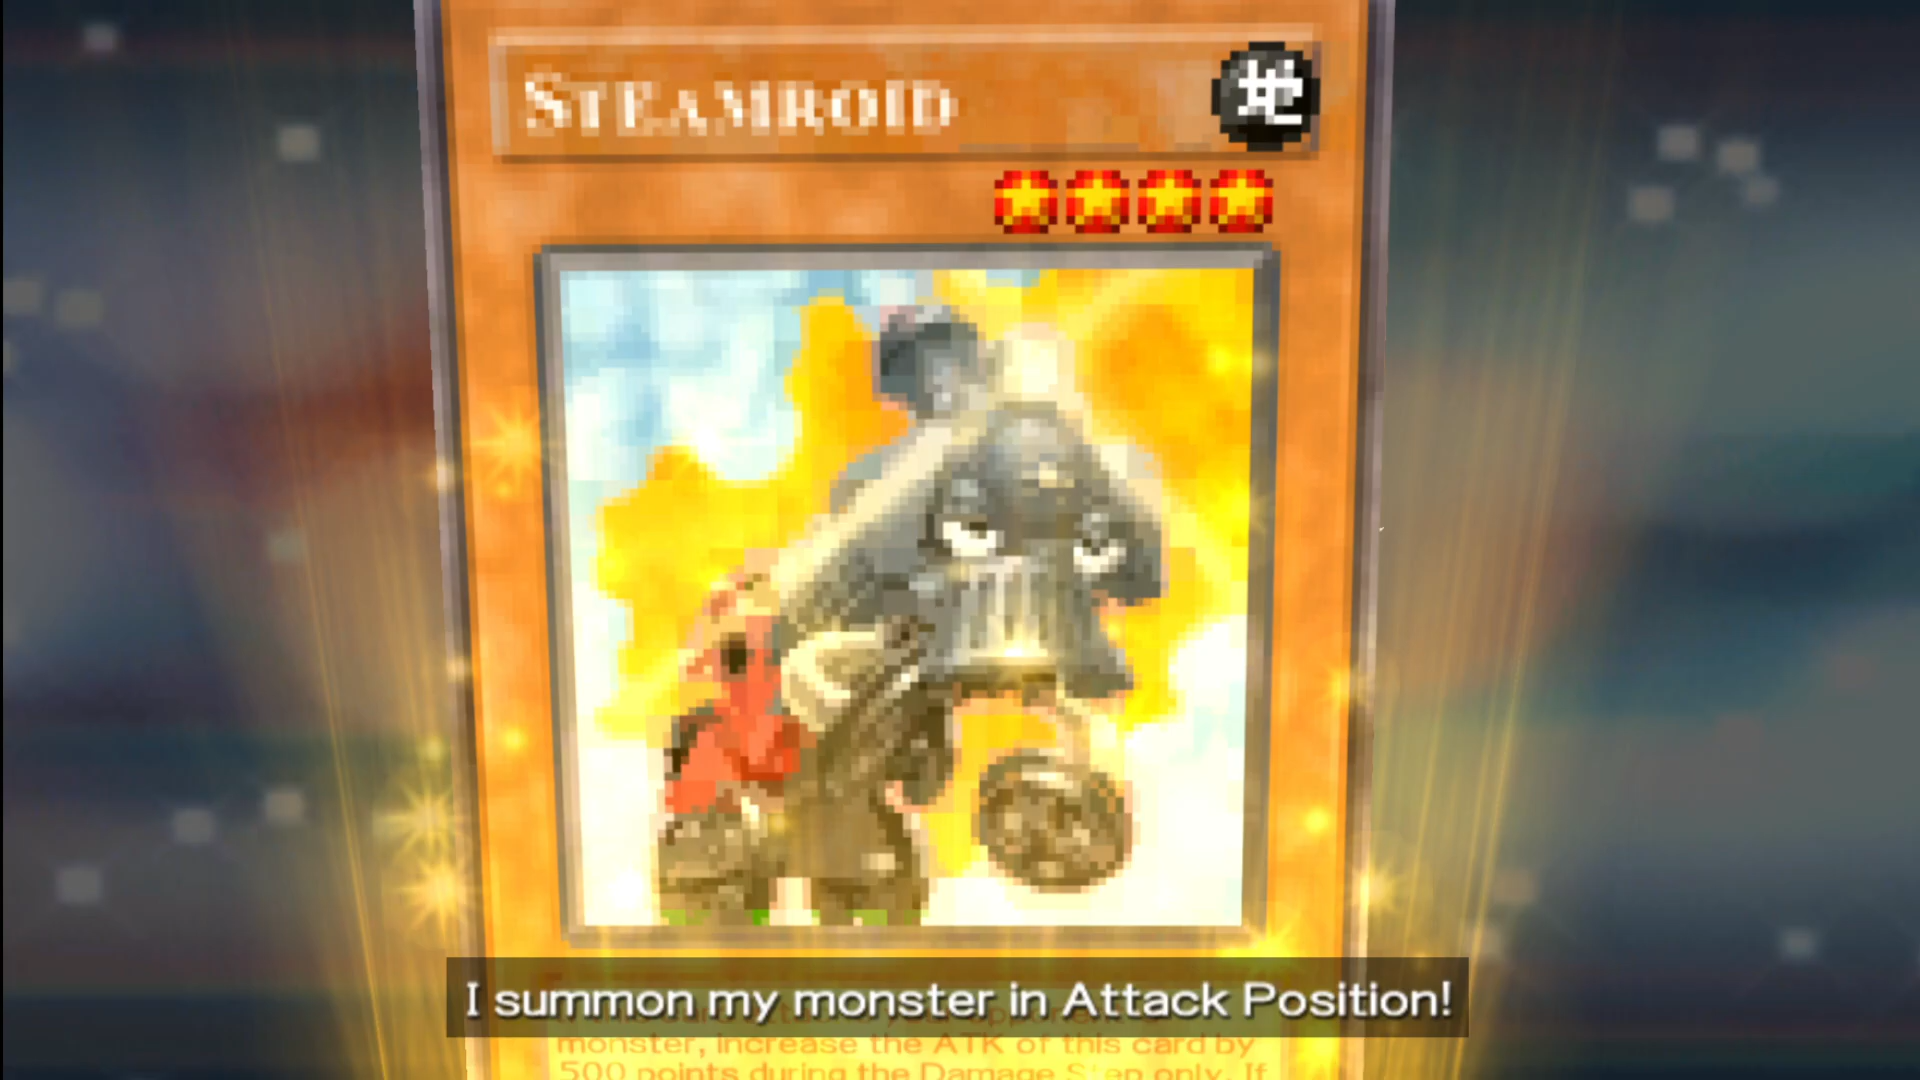 STEAMROID
I summon my monster in Attack Position!
monster, increase the ATK of this card by
500 points during the Damage Step only. If